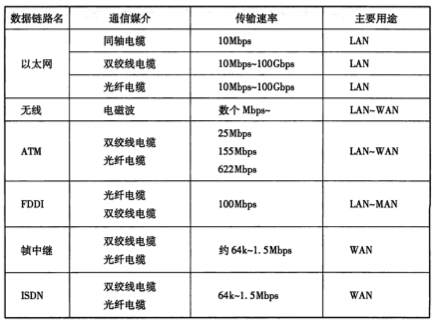 数据链路名 通信媒介 传输速率 主要用途
以太网 同轴电缆 10Mbps LAN
双绞线电缆 10Mbps~100Gbps LAN
光纤电缆 10Mbps~100Gbps LAN
无线 电磁波 数个 Mbps~ LAN~WAN
ATM 双绞线电缆 光纤电缆 25Mbps 155Mbps 622Mbps LAN~WAN
FDDI 光纤电缆 双绞线电缆 100Mbps LAN~MAN
帧中继 双绞线电缆 光纤电缆 约 64k~1.5Mbps WAN
ISDN 双绞线电缆 光纤电缆 64k~1.5Mbps WAN